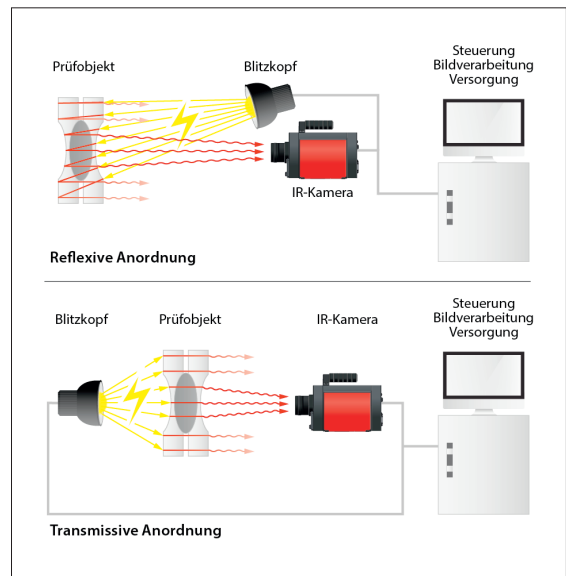 Prüfobjekt
Blitzkopf
Steuerung
Bildverarbeitung
Versorgung
IR-Kamera
Reflexive Anordnung
Blitzkopf
Prüfobjekt
IR-Kamera
Steuerung
Bildverarbeitung
Versorgung
Transmissive Anordnung